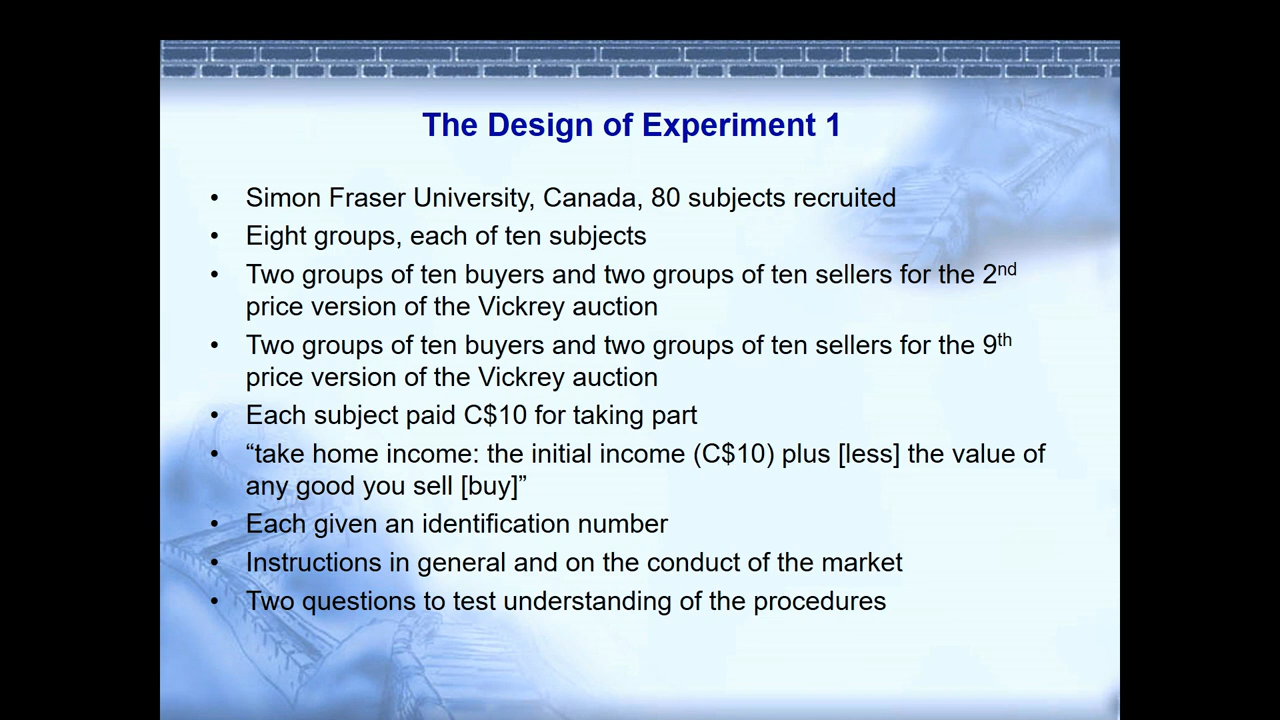 The Design of Experiment 1
• Simon Fraser University, Canada, 80 subjects recruited
• Eight groups, each of ten subjects
• Two groups of ten buyers and two groups of ten sellers for the 2nd
price version of the Vickrey auction
• Two groups of ten buyers and two groups of ten sellers for the 9th
price version of the Vickrey auction
• Each subject paid C$10 for taking part
• “take home income: the initial income (C$10) plus [less] the value of
any good you sell [buy]”
• Each given an identification number
• Instructions in general and on the conduct of the market
• Two questions to test understanding of the procedures